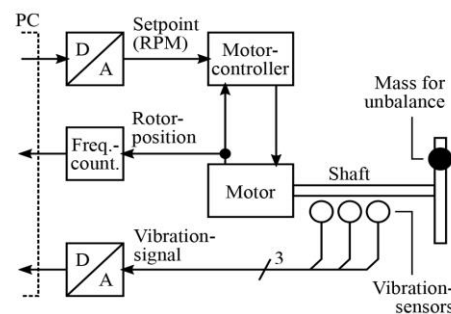 PC
D
A
Setpoint
(RPM)
Motor-
controller
Mass for
unbalance
Rotor-
position
Freq.-
count.
Motor
Shaft
D
A
Vibration-
signal
3
Vibration-
sensors